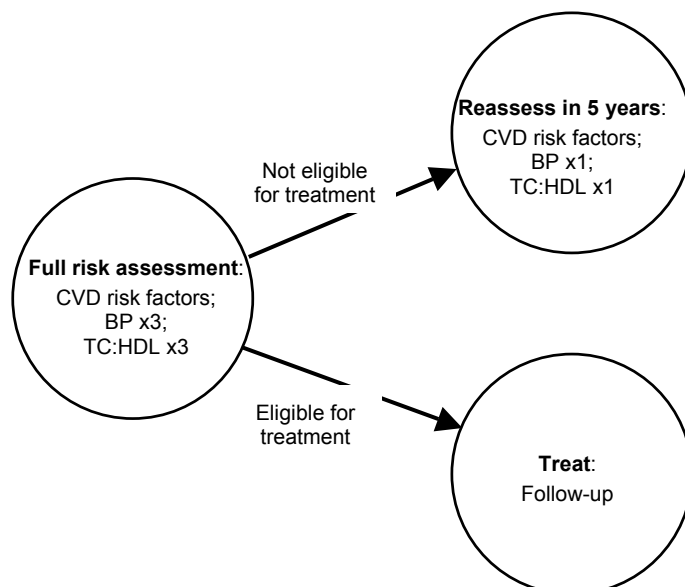 Full risk assessment:
CVD risk factors;
BP x3;
TC:HDL x3
Not eligible
for treatment
Reassess in 5 years:
CVD risk factors;
BP x1;
TC:HDL x1
Eligible for
treatment
Treat:
Follow-up